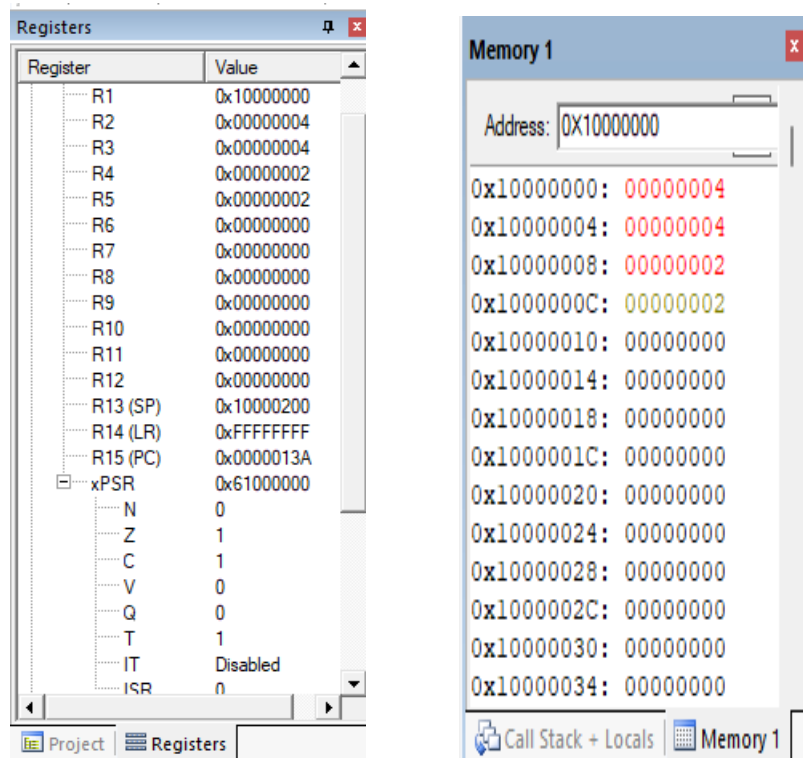 Registers
Register Value
R1 0x10000000
R2 0x00000004
R3 0x00000004
R4 0x00000002
R5 0x00000002
R6 0x00000000
R7 0x00000000
R8 0x00000000
R9 0x00000000
R10 0x00000000
R11 0x00000000
R12 0x00000000
R13 (SP) 0x10000200
R14 (LR) 0xFFFFFFFF
R15 (PC) 0x0000013A
xPSR 0x61000000
N 0
Z 1
C 1
V 0
Q 0
T 1
IT Disabled
ISR 0
Project Registers
Memory 1
Address: 0X10000000
0x10000000: 00000004
0x10000004: 00000004
0x10000008: 00000002
0x1000000C: 00000002
0x10000010: 00000000
0x10000014: 00000000
0x10000018: 00000000
0x1000001C: 00000000
0x10000020: 00000000
0x10000024: 00000000
0x10000028: 00000000
0x1000002C: 00000000
0x10000030: 00000000
0x10000034: 00000000
Call Stack + Locals Memory 1